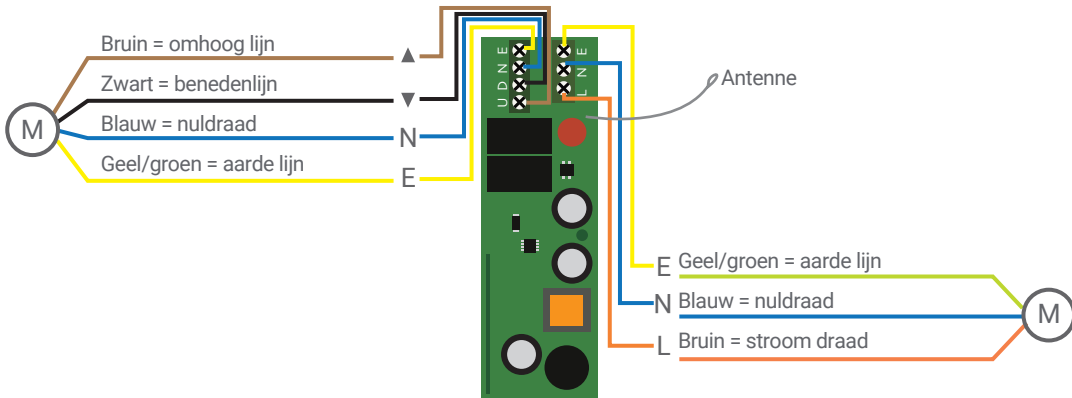 Bruin = omhoog lijn
▲
Zwart = benedenlijn
▼
Blauw = nuldraad
N
Geel/groen = aarde lijn
E
M
U D N E
L N E
Antenne
E
Geel/groen = aarde lijn
N
Blauw = nuldraad
L
Bruin = stroom draad
M